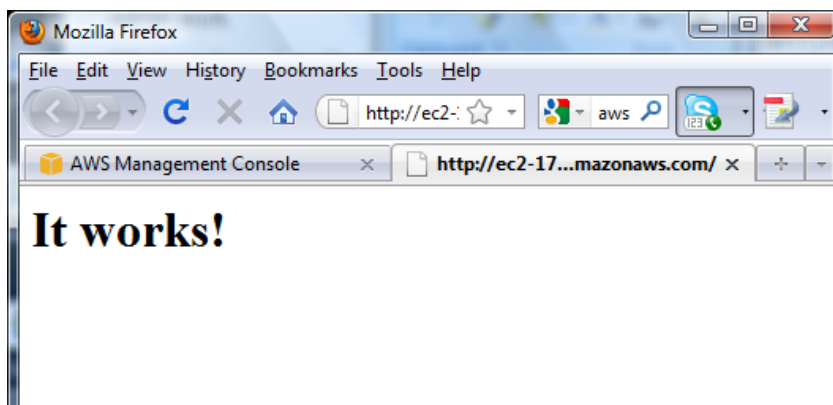 Mozilla Firefox
File Edit View History Bookmarks Tools Help
http://ec2- aws 123
AWS Management Console http://ec2-17...mazonaws.com/
It works!